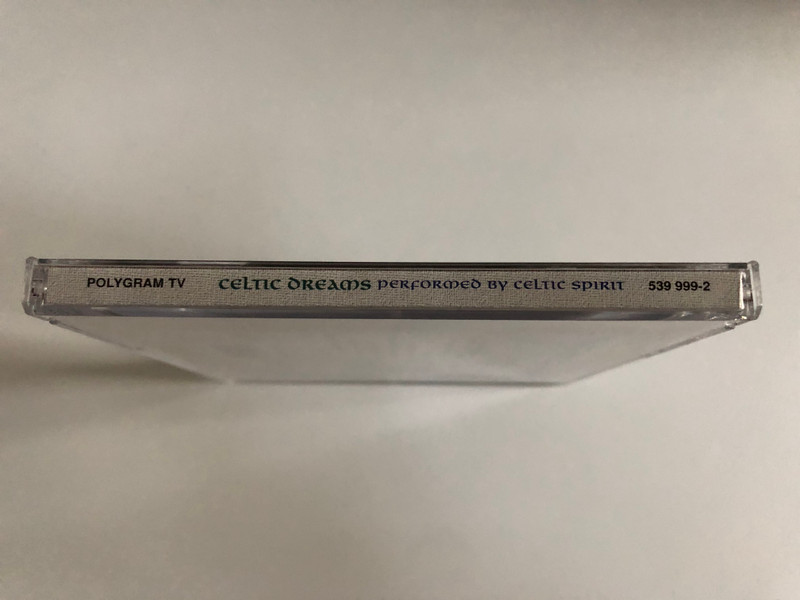 POLYGRAM TV CELTIC DREAMS PERFORMED BY CELTIC SPIRIT 539 999-2